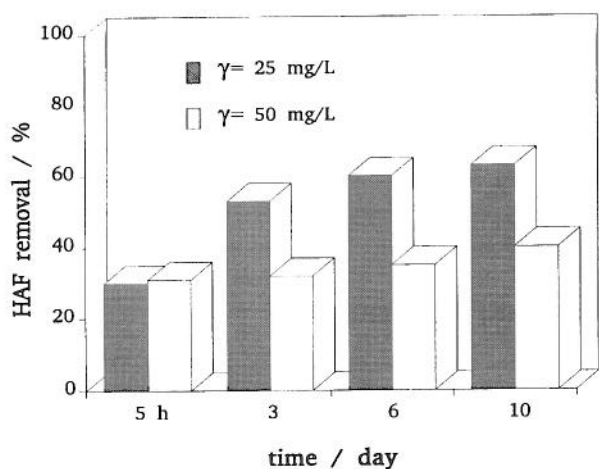 100
80
60
40
20
0
HAF removal / %
γ= 25 mg/L
γ= 50 mg/L
5 h
3
6
10
time / day